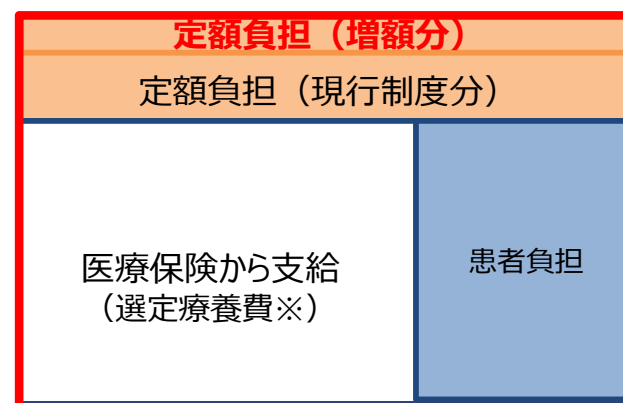 定額負担（増額分）
定額負担（現行制度分）
医療保険から支給
（選定療養費※）
患者負担